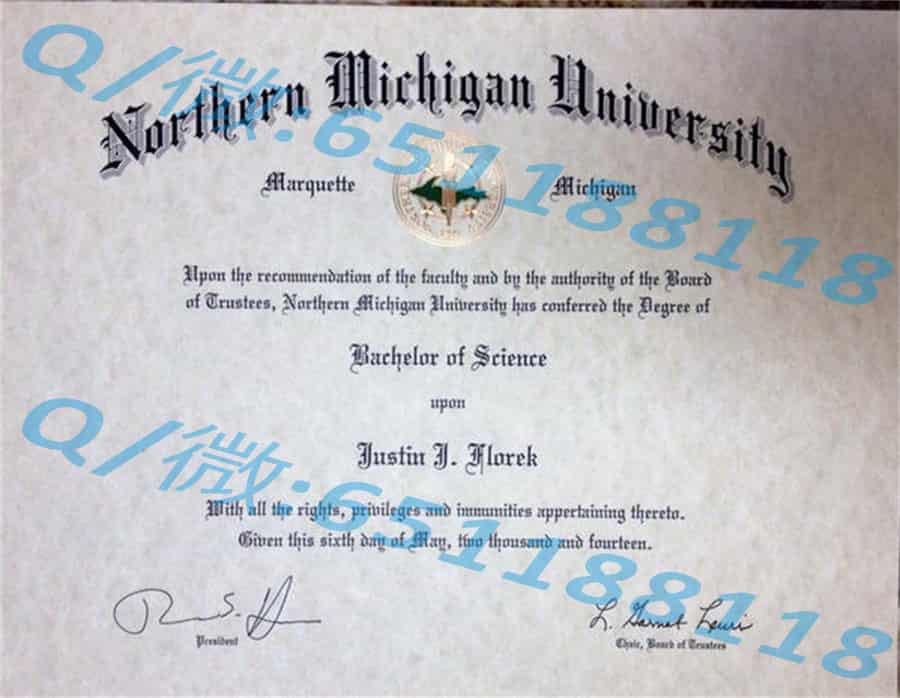 Northern Michigan University
Marquette
Michigan
Upon the recommendation of the faculty and by the authority of the Board
of Trustees, Northern Michigan University has conferred the Degree of
Bachelor of Science
upon
Justin J. Florek
With all the rights, privileges and immunities appertaining thereto.
Given this sixth day of May, two thousand and fourteen.
L. Garnet Lewis
President
Chair, Board of Trustees
Q/微:651188118
Q/微:651188118